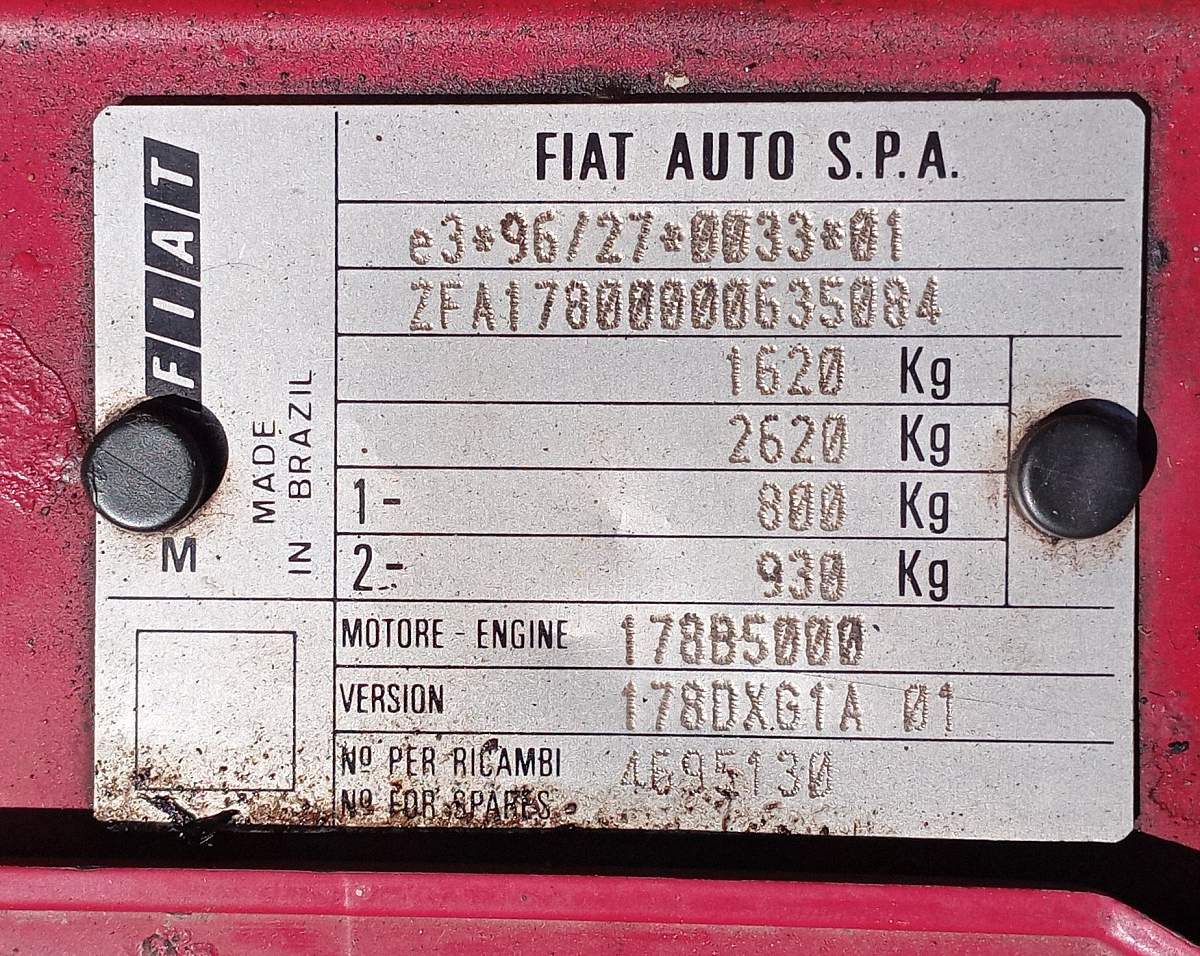 FIAT
MADE
IN BRAZIL
M
FIAT AUTO S.P.A.
e3*96/27*0033*01
ZFA17800000635084
1620 Kg
2620 Kg
1- 800 Kg
2- 930 Kg
MOTORE - ENGINE 178B5000
VERSION 178DXG1A 01
Nº PER RICAMBI 4695130
Nº FOR SPARES